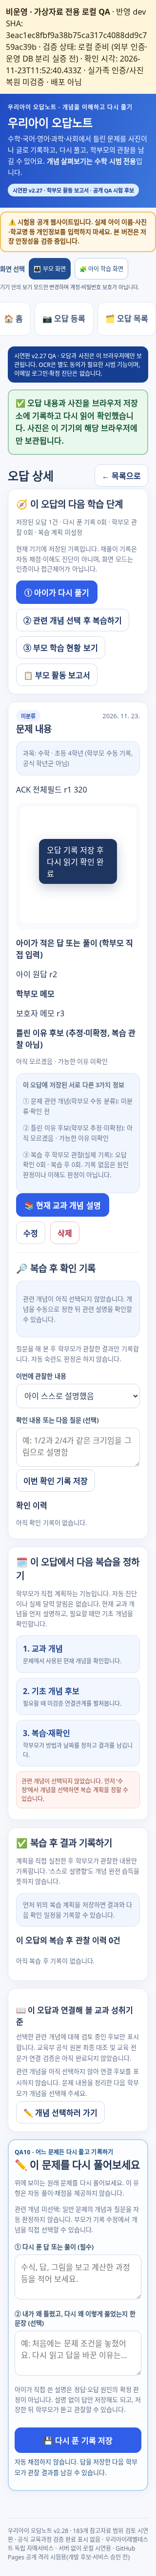 비운영 · 가상자료 전용 로컬 QA · 반영 dev
SHA:
3eac1ec8fbf9a38b75ca317c4088dd9c7
59ac39b · 검증 상태: 로컬 준비 (외부 인증·
운영 DB 분리 실증 전) · 확인 시각: 2026-
11-23T11:52:40.433Z · 실가족 인증/사진
복원 미검증 · 배포 아님
우리아이 오답노트 · 개념을 이해하고 다시 풀기
우리아이 오답노트
수학·국어·영어·과학·사회에서 틀린 문제를 사진이
나 글로 기록하고, 다시 풀고, 학부모와 관찰을 남
깁니다. 개념 살펴보기는 수학 시범 전용입
니다.
시연판 v2.27 · 학부모 활동 보고서 · 공개 QA 시험 후보
⚠️ 시험용 공개 웹사이트입니다. 실제 아이 이름·사진
·학교명 등 개인정보를 입력하지 마세요. 본 버전은 저
장 안정성을 검증 중입니다.
화면 선택
👪 부모 화면
🧩 아이 학습 화면
기기 안의 보기 모드만 변경하며 계정·비밀번호 보호가 아닙니다.
🏠 홈
📷 오답 등록
🗂️ 오답 목록
시연판 v2.27 QA · 오답과 사진은 이 브라우저에만 보
관됩니다. OCR은 별도 동의가 필요한 시범 기능이며,
이메일 로그인·확정 진단은 없습니다.
✅ 오답 내용과 사진을 브라우저 저장
소에 기록하고 다시 읽어 확인했습니
다. 사진은 이 기기의 해당 브라우저에
만 보관됩니다.
오답 상세
← 목록으로
🧭 이 오답의 다음 학습 단계
저장된 오답 1건 · 다시 푼 기록 0회 · 학부모 관
찰 0회 · 복습 계획 미설정
현재 기기에 저장된 기록입니다. 재풀이 기록은
자동 채점·이해도 진단이 아니며, 화면 모드는
인증이나 접근제어가 아닙니다.
① 아이가 다시 풀기
② 관련 개념 선택 후 복습하기
③ 부모 학습 현황 보기
📋 부모 활동 보고서
미분류
2026. 11. 23.
문제 내용
과목: 수학 · 초등 4학년 (학부모 수동 기록,
공식 학년군 아님)
ACK 전체필드 r1 320
오답 기록 저장 후
다시 읽기 확인 완
료
아이가 적은 답 또는 풀이 (학부모 직
접 입력)
아이 원답 r2
학부모 메모
보호자 메모 r3
틀린 이유 후보 (추정·미확정, 복습 관
찰 아님)
아직 모르겠음 · 가능한 이유 미확인
이 오답에 저장된 서로 다른 3가지 정보
① 문제 관련 개념(학부모 수동 분류): 미분
류·확인 전
② 틀린 이유 후보(학부모 추정·미확정): 아
직 모르겠음 · 가능한 이유 미확인
③ 복습 후 학부모 관찰(실제 기록): 오답
확인 0회 · 복습 후 0회. 기록 없음은 원인
판정이나 이해도 판정이 아닙니다.
📚 현재 교과 개념 설명
수정
삭제
🔎 복습 후 확인 기록
관련 개념이 아직 선택되지 않았습니다. 개
념을 수동으로 정한 뒤 관련 설명을 확인할
수 있습니다.
질문을 해 본 후 학부모가 관찰한 결과만 기록합
니다. 자동 숙련도 판정은 하지 않습니다.
이번에 관찰한 내용
아이 스스로 설명했음
확인 내용 또는 다음 질문 (선택)
예: 1/2과 2/4가 같은 크기임을 그
림으로 설명함
이번 확인 기록 저장
확인 이력
아직 확인 기록이 없습니다.
🗓️ 이 오답에서 다음 복습을 정하
기
학부모가 직접 계획하는 기능입니다. 자동 진단
이나 실제 달력 알림은 없습니다. 현재 교과 개
념을 먼저 설명하고, 필요할 때만 기초 개념을
확인합니다.
1. 교과 개념
문제에서 사용된 현재 개념을 확인합니다.
2. 기초 개념 후보
필요할 때 미검증 연결관계를 펼쳐봅니다.
3. 복습·재확인
학부모가 방법과 날짜를 정하고 결과를 남깁니
다.
관련 개념이 선택되지 않았습니다. 먼저 ‘수
정’에서 개념을 선택하면 복습 계획을 정할 수
있습니다.
✅ 복습 후 결과 기록하기
계획을 직접 실천한 후 학부모가 관찰한 내용만
기록합니다. ‘스스로 설명함’도 개념 완전 습득을
뜻하지 않습니다.
먼저 위의 복습 계획을 저장하면 결과와 다
음 확인 일정을 기록할 수 있습니다.
이 오답의 복습 후 관찰 이력 0건
아직 복습 후 기록이 없습니다.
📖 이 오답과 연결해 볼 교과 성취기
준
선택한 관련 개념에 대해 검토 중인 후보만 표시
합니다. 교육부 공식 원본 최종 대조 및 교육 전
문가 연결 검증은 아직 완료되지 않았습니다.
관련 개념을 아직 선택하지 않아 연결 후보를 표
시하지 않습니다. 문제 내용을 정리한 다음 학부
모가 개념을 선택해 주세요.
✏️ 개념 선택하러 가기
QA10 · 어느 문제든 다시 풀고 기록하기
✏️ 이 문제를 다시 풀어보세요
위에 보이는 원래 문제를 다시 풀어보세요. 이 유
형은 자동 풀이·채점을 제공하지 않습니다.
관련 개념 미선택: 일반 문제의 개념과 질문을 자
동 생성하지 않습니다. 부모가 기록 수정에서 개
념을 직접 선택할 수 있습니다.
① 다시 푼 답 또는 풀이 (필수)
수식, 답, 그림을 보고 계산한 과정
등을 적어 보세요.
② 내가 왜 틀렸고, 다시 왜 이렇게 풀었는지 한
문장 (선택)
예: 처음에는 문제 조건을 놓쳤어
요. 다시 읽고 답을 바꾼 이유는…
아이가 직접 쓴 설명은 정답·오답 원인의 확정 판
정이 아닙니다. 설명 없이 답만 저장해도 되고, 저
장한 뒤 학부모가 듣고 관찰할 수 있습니다.
💾 다시 푼 기록 저장
자동 채점하지 않습니다. 답을 저장한 다음 학부
모가 관찰 결과를 남길 수 있습니다.
우리아이 오답노트 v2.28 · 183개 참고자료 범위 검토 시연
판 · 공식 교육과정 검증 완료 표시 없음 · 우리아이레벨테스
트 독립 자매서비스 · 서버 없이 로컬 시연용 · GitHub
Pages 공개 격리 시험용(개발 후보·서비스 승인 전)